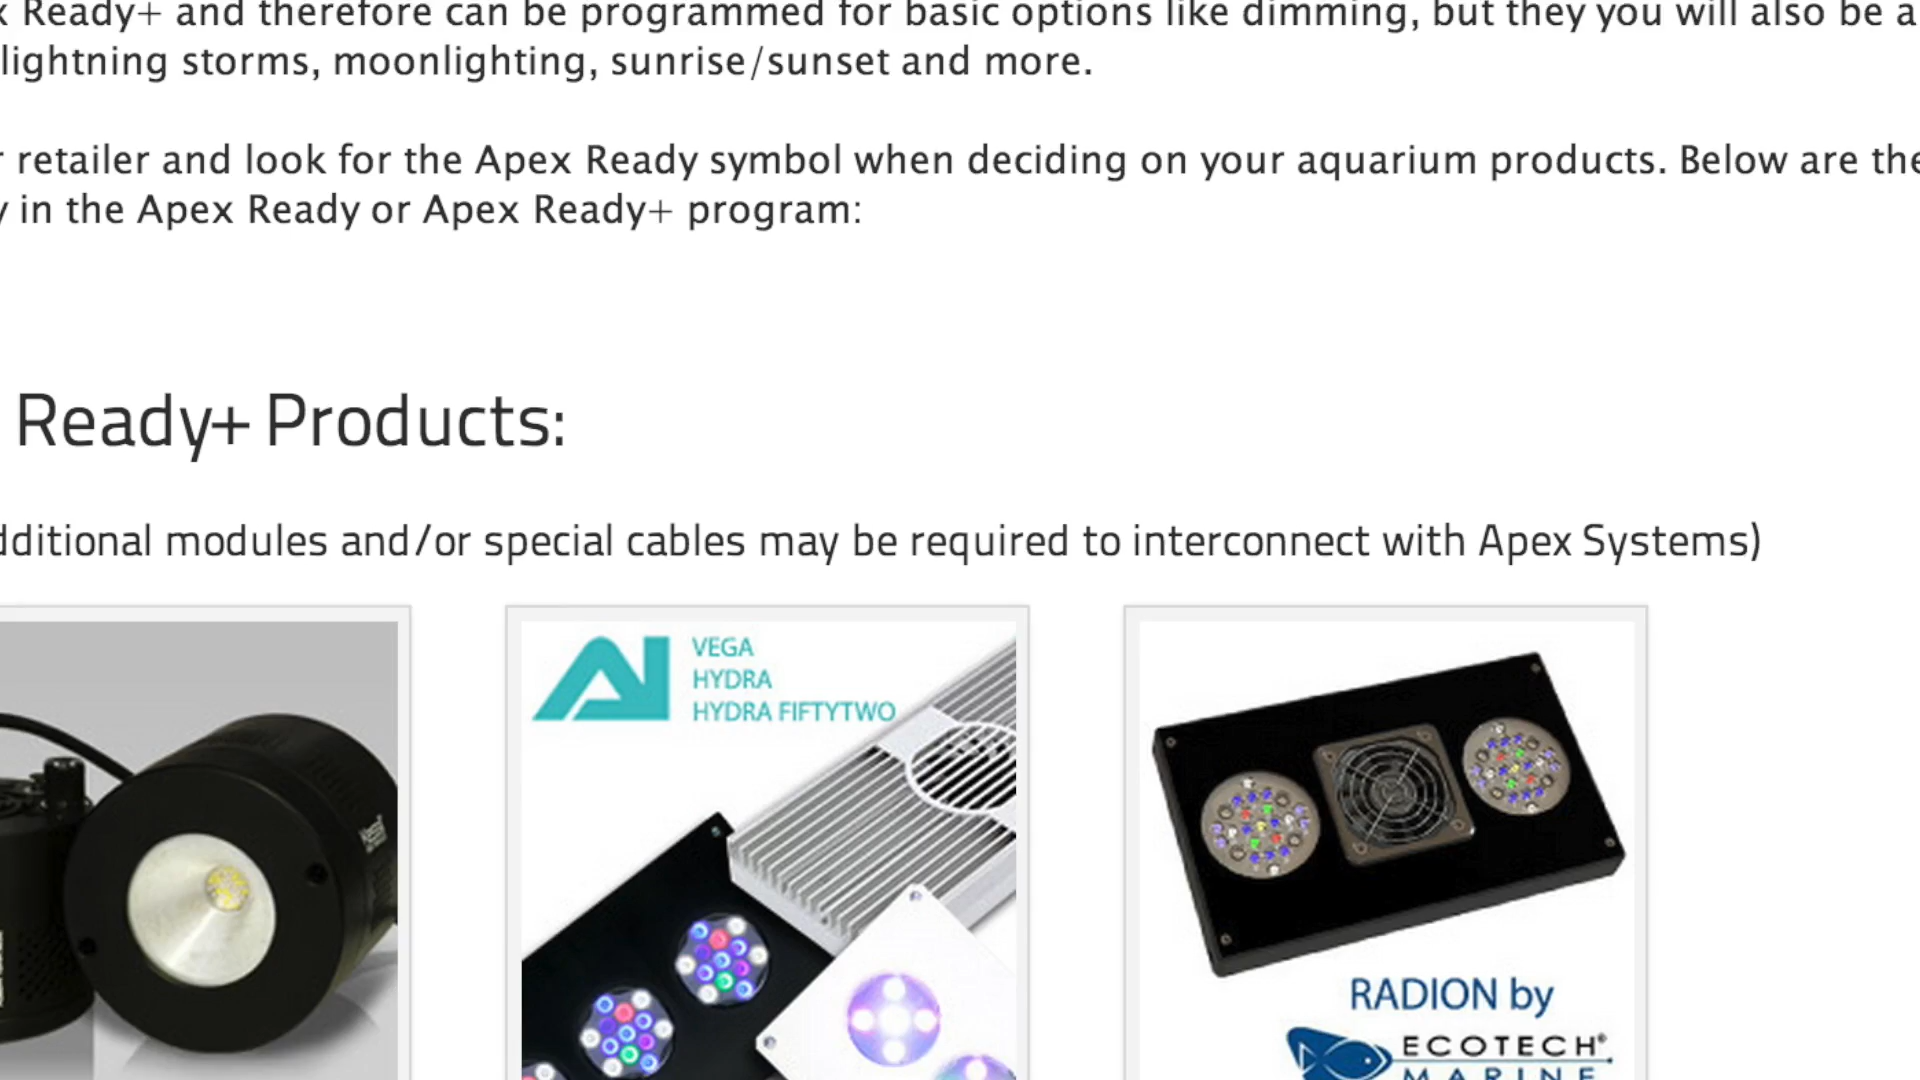 Ready+ and therefore can be programmed for basic options like dimming, but they you will also be a
lightning storms, moonlighting, sunrise/sunset and more.
retailer and look for the Apex Ready symbol when deciding on your aquarium products. Below are the
in the Apex Ready or Apex Ready+ program:
Ready+ Products:
dditional modules and/or special cables may be required to interconnect with Apex Systems)
AI
VEGA
HYDRA
HYDRA FIFTYTWO
RADION by
ECOTECH®
MARINE